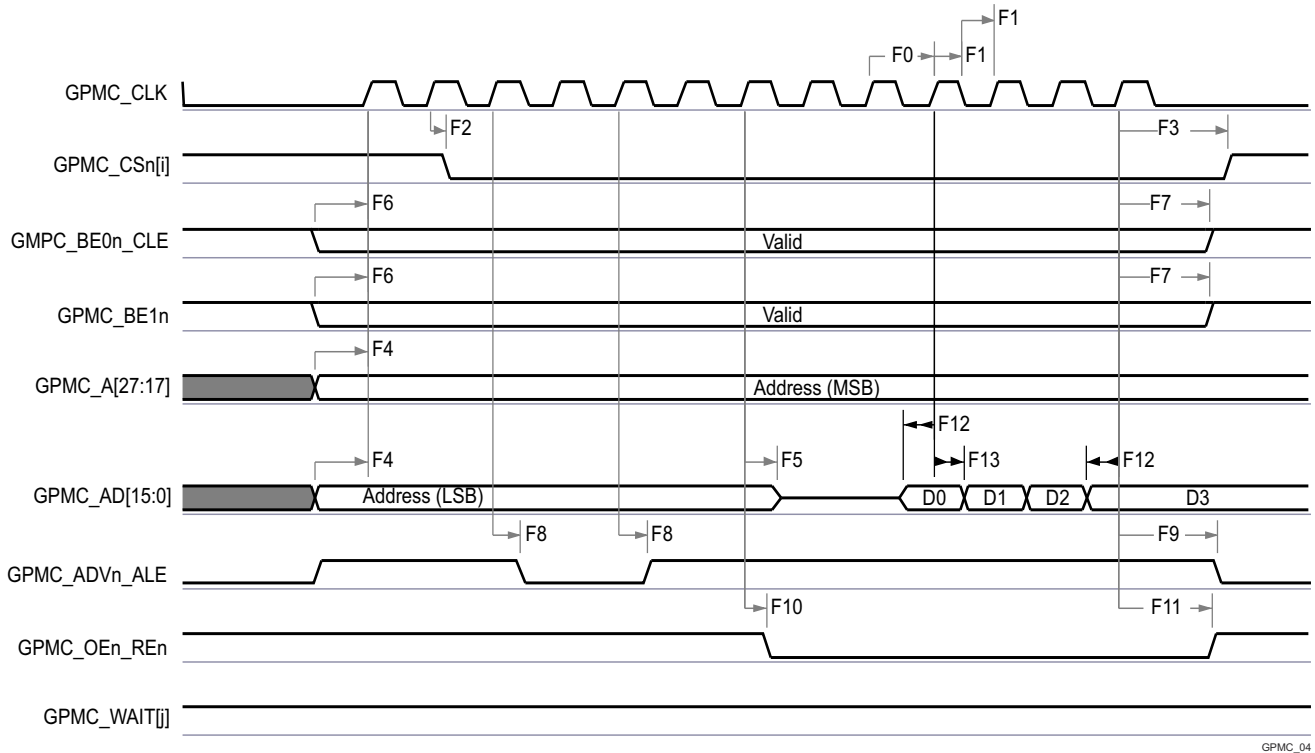 F1
F0 F1
GPMC_CLK
F2 F3
GPMC_CSn[i]
F6 F7
GMPC_BE0n_CLE Valid
F6 F7
GPMC_BE1n Valid
F4
GPMC_A[27:17] Address (MSB)
F12
F4 F5 F13 F12
GPMC_AD[15:0] Address (LSB) D0 D1 D2 D3
F8 F8 F9
GPMC_ADVn_ALE
F10 F11
GPMC_OEn_REn
GPMC_WAIT[j]
GPMC_04